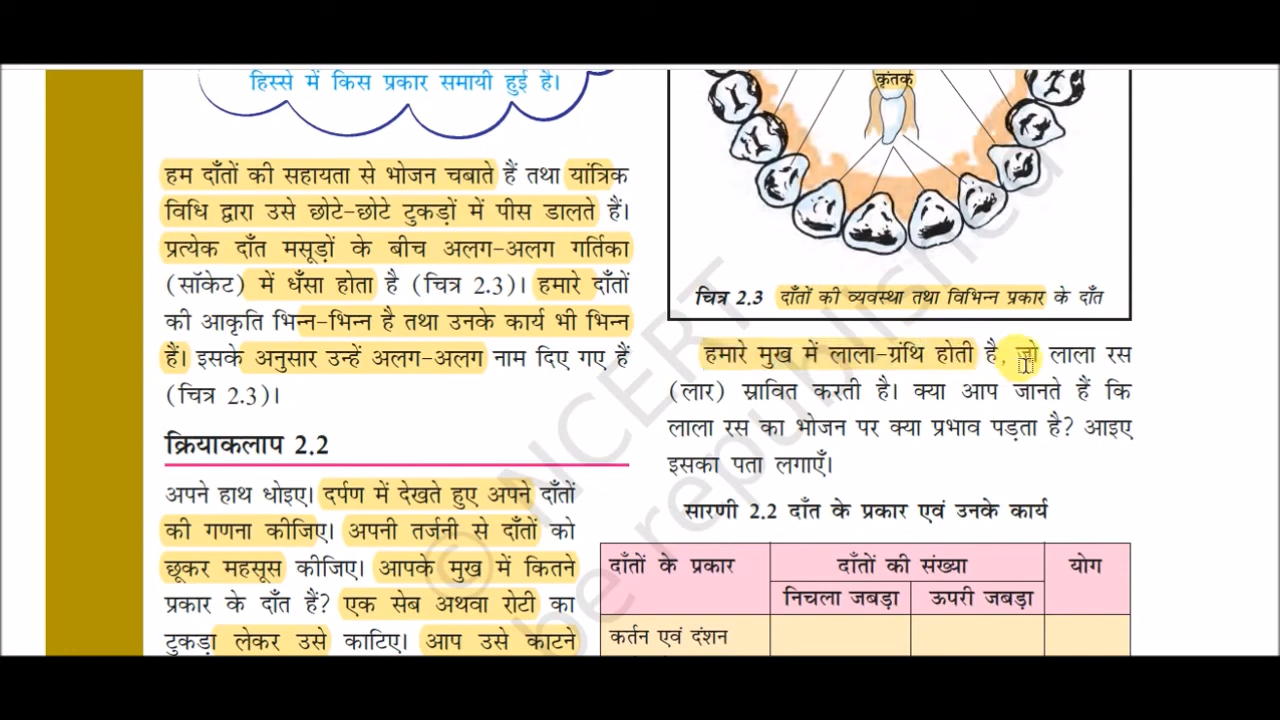 हिस्से में किस प्रकार समायी हुई है।
हम दाँतों की सहायता से भोजन चबाते हैं तथा यांत्रिक
विधि द्वारा उसे छोटे-छोटे टुकड़ों में पीस डालते हैं।
प्रत्येक दाँत मसूड़ों के बीच अलग-अलग गर्तिका
(सॉकेट) में धँसा होता है (चित्र 2.3)। हमारे दाँतों
की आकृति भिन्न-भिन्न है तथा उनके कार्य भी भिन्न
हैं। इसके अनुसार उन्हें अलग-अलग नाम दिए गए हैं
(चित्र 2.3)।
क्रियाकलाप 2.2
अपने हाथ धोइए। दर्पण में देखते हुए अपने दाँतों
की गणना कीजिए। अपनी तर्जनी से दाँतों को
छूकर महसूस कीजिए। आपके मुख में कितने
प्रकार के दाँत हैं? एक सेब अथवा रोटी का
टुकड़ा लेकर उसे काटिए। आप उसे काटने
कृंतक
चित्र 2.3 दाँतों की व्यवस्था तथा विभिन्न प्रकार के दाँत
हमारे मुख में लाला-ग्रंथि होती है, जो लाला रस
(लार) स्रावित करती है। क्या आप जानते हैं कि
लाला रस का भोजन पर क्या प्रभाव पड़ता है? आइए
इसका पता लगाएँ।
सारणी 2.2 दाँत के प्रकार एवं उनके कार्य
दाँतों के प्रकार दाँतों की संख्या योग
निचला जबड़ा ऊपरी जबड़ा
कर्तन एवं दंशन
© NCERT
be republished